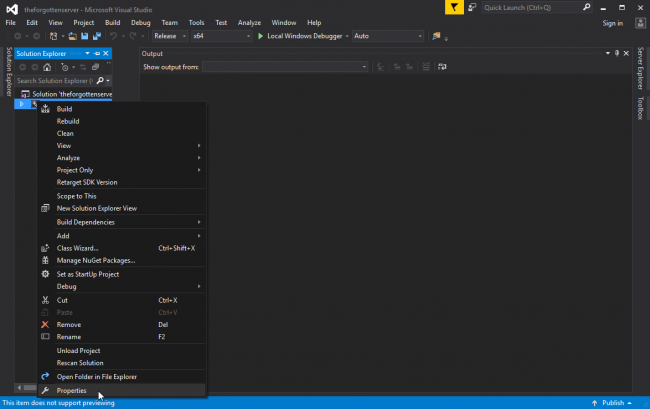 theforgottenserver - Microsoft Visual Studio
Quick Launch (Ctrl+Q)
File Edit View Project Build Debug Team Tools Test Analyze Window Help
Sign in
Release x64 Local Windows Debugger Auto
Solution Explorer
Solution Explorer
Output
Server Explorer
Toolbox
Show output from:
Search Solution Explorer (
Solution 'theforgottenserve
Build
Rebuild
Clean
View
Analyze
Project Only
Retarget SDK Version
Scope to This
New Solution Explorer View
Build Dependencies
Add
Class Wizard... Ctrl+Shift+X
Manage NuGet Packages...
Set as StartUp Project
Debug
Cut Ctrl+X
Paste Ctrl+V
Remove Del
Rename F2
Unload Project
Rescan Solution
Open Folder in File Explorer
Properties
This item does not support previewing
Publish